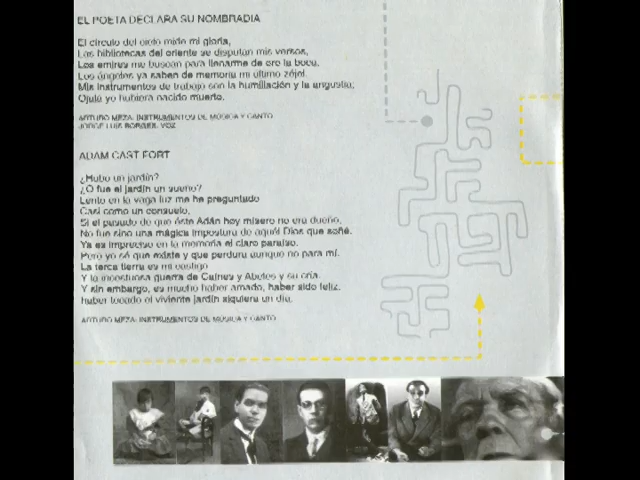 EL POETA DECLARA SU NOMBRADIA
El círculo del cielo mide mi gloria,
Las bibliotecas del oriente se disputan mis versos,
Los emires me buscan para llenarme de oro la boca.
Los ángeles ya saben de memoria mi último zéjel.
Mis instrumentos de trabajo son la humillación y la angustia;
Ojalá yo hubiera nacido muerto.
ARTURO MEZA: INSTRUMENTOS DE MÚSICA Y CANTO
JORGE LUIS BORGES: VOZ
ADAM CAST FORT
¿Hubo un jardín?
¿O fue el jardín un sueño?
Lento en la vaga luz me he preguntado
Casi como un consuelo,
Si el pasado de que éste Adán hoy mísero no era dueño,
No fue sino una mágica impostura de aquél Dios que soñé.
Ya es impreciso en la memoria el claro paraíso.
Pero yo sé que existe y que perdura aunque no para mí.
La terca tierra es mi castigo
Y la incestuosa guerra de Caínes y Abeles y su cría.
Y sin embargo, es mucho haber amado, haber sido feliz,
haber tocado el viviente jardín siquiera un día.
ARTURO MEZA: INSTRUMENTOS DE MÚSICA Y CANTO